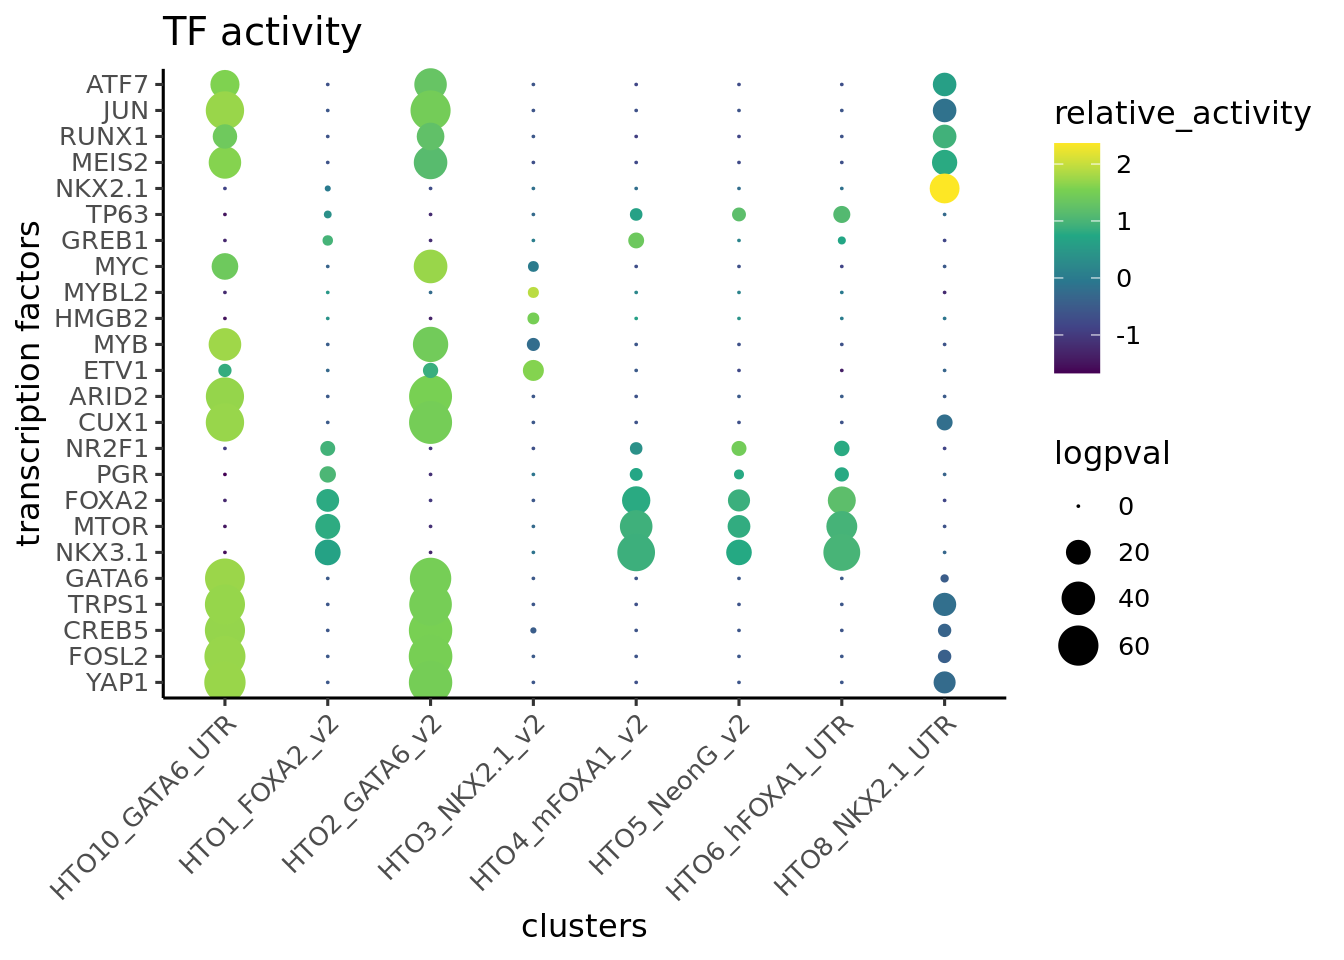 TF activity
transcription factors
ATF7
JUN
RUNX1
MEIS2
NKX2.1
TP63
GREB1
MYC
MYBL2
HMGB2
MYB
ETV1
ARID2
CUX1
NR2F1
PGR
FOXA2
MTOR
NKX3.1
GATA6
TRPS1
CREB5
FOSL2
YAP1
HTO10_GATA6_UTR
HTO1_FOXA2_v2
HTO2_GATA6_v2
HTO3_NKX2.1_v2
HTO4_mFOXA1_v2
HTO5_NeonG_v2
HTO6_hFOXA1_UTR
HTO8_NKX2.1_UTR
clusters
relative_activity
2
1
0
-1
logpval
0
20
40
60